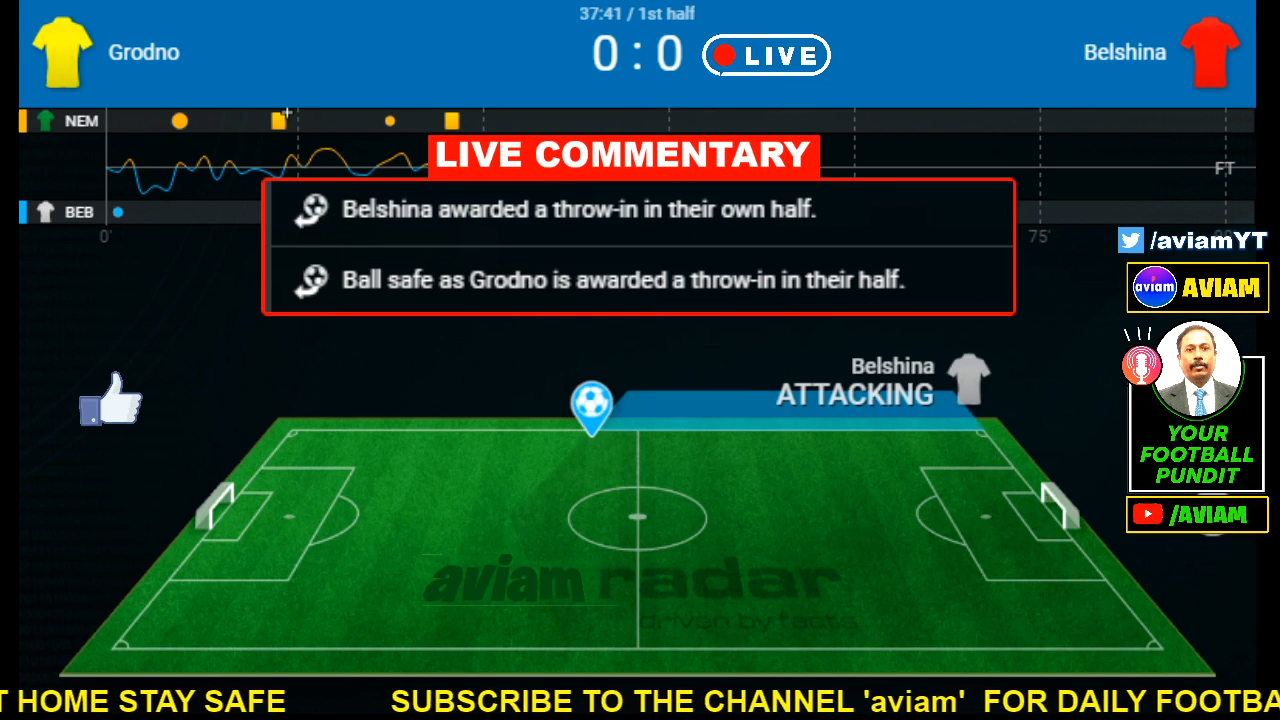 37:41 / 1st half
Grodno
0 : 0
LIVE
Belshina
NEM
LIVE COMMENTARY
FT
BEB
Belshina awarded a throw-in in their own half.
0'
75'
/aviamYT
Ball safe as Grodno is awarded a throw-in in their half.
aviam AVIAM
Belshina
ATTACKING
YOUR
FOOTBALL
PUNDIT
/AVIAM
aviam radar
driven by facts
T HOME STAY SAFE SUBSCRIBE TO THE CHANNEL 'aviam' FOR DAILY FOOTBA